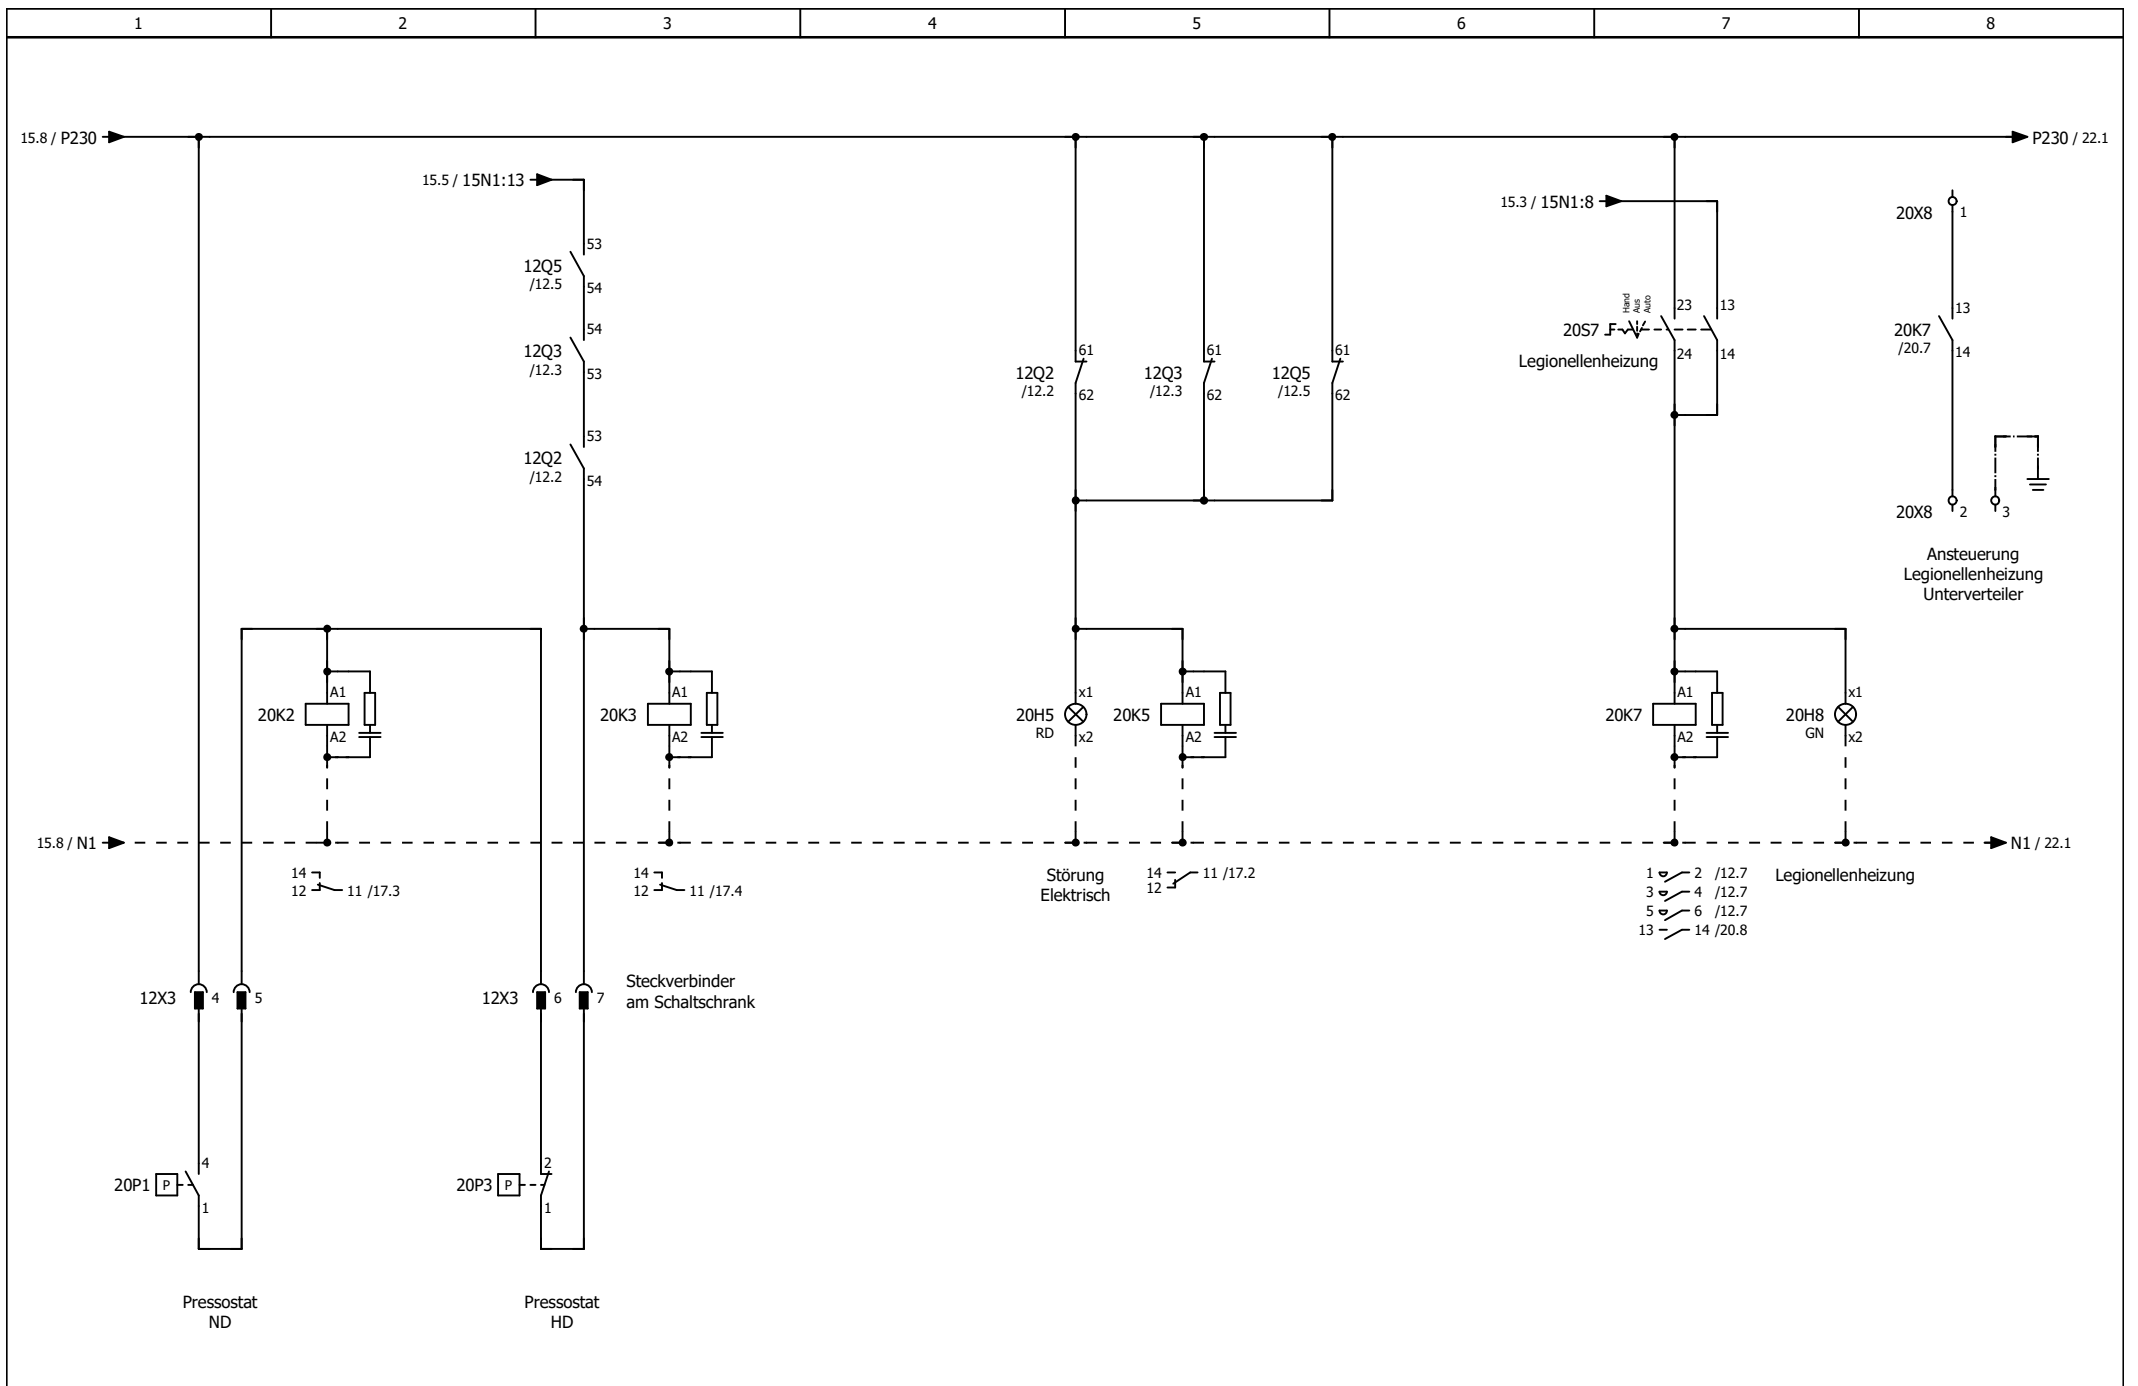 1 2 3 4 5 6 7 8
15.8 / P230
P230 / 22.1
15.5 / 15N1:13
15.3 / 15N1:8
20X8 1
53
12Q5
/12.5
54
54
12Q3
/12.3
53
53
12Q2
/12.2
54
61
12Q2
/12.2
62
61
12Q3
/12.3
62
61
12Q5
/12.5
62
Hand
Aus
Auto
23 13
20S7
24 14
Legionellenheizung
13
20K7
/20.7
14
20X8 2 3
Ansteuerung
Legionellenheizung
Unterverteiler
A1
20K2
A2
A1
20K3
A2
x1
20H5
RD
x2
A1
20K5
A2
A1
20K7
A2
x1
20H8
GN
x2
15.8 / N1
N1 / 22.1
14
12 11 /17.3
14
12 11 /17.4
Störung
Elektrisch
14 11 /17.2
12
1 2 /12.7
3 4 /12.7
5 6 /12.7
13 14 /20.8
Legionellenheizung
12X3 4 5
12X3 6 7
Steckverbinder
am Schaltschrank
4
20P1 P
1
2
20P3 P
1
Pressostat
ND
Pressostat
HD